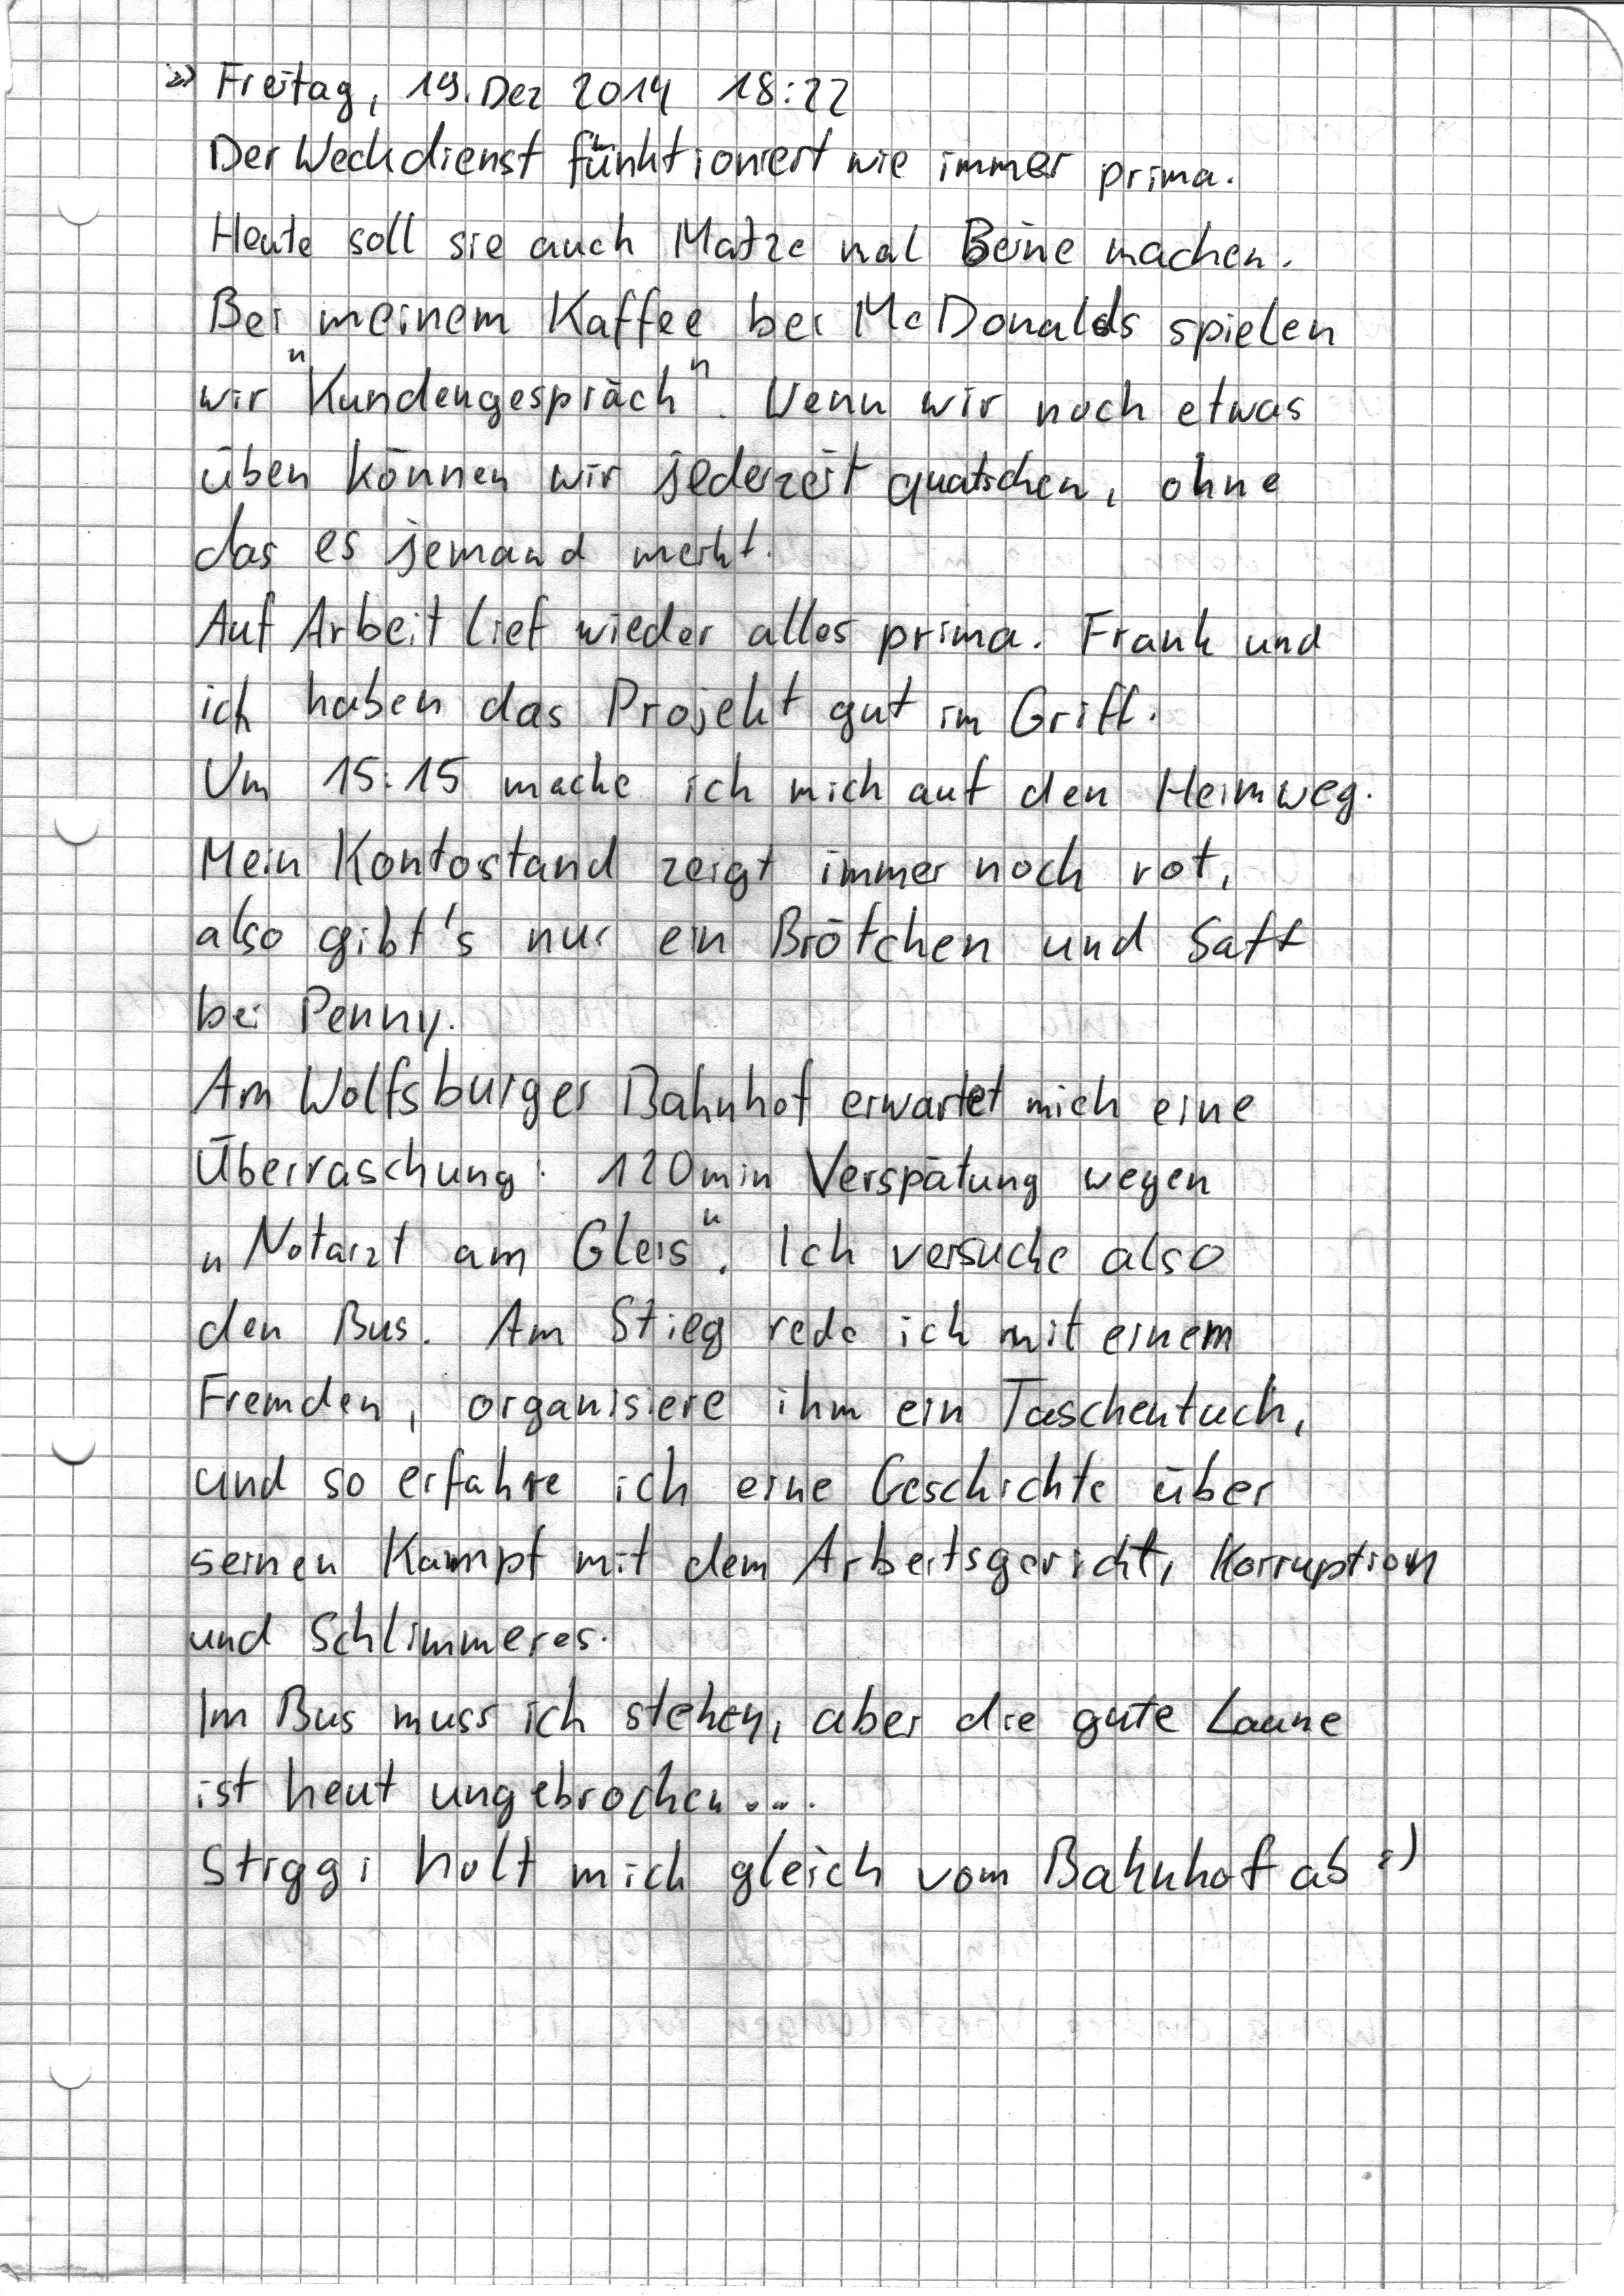 » Freitag, 19. Dez 2014 18:22
Der Weckdienst funktioniert wie immer prima.
Heute soll sie auch Matze mal Beine machen.
Bei meinem Kaffee bei McDonalds spielen
wir "Kundengespräch". Wenn wir noch etwas
üben können wir jederzeit quatschen, ohne
das es jemand merkt.
Auf Arbeit lief wieder alles prima. Frank und
ich haben das Projekt gut im Griff.
Um 15:15 mache ich mich auf den Heimweg.
Mein Kontostand zeigt immer noch rot,
also gibt's nur ein Brötchen und Saft
bei Penny.
Am Wolfsburger Bahnhof erwartet mich eine
Überraschung: 120min Verspätung wegen
„Notarzt am Gleis". Ich versuche also
den Bus. Am Stieg rede ich mit einem
Fremden, organisiere ihm ein Taschentuch,
und so erfahre ich eine Geschichte über
seinen Kampf mit dem Arbeitsgericht, Korruption
und Schlimmeres.
Im Bus muss ich stehen, aber die gute Laune
ist heut ungebrochen...
Stiggi holt mich gleich vom Bahnhof ab :)